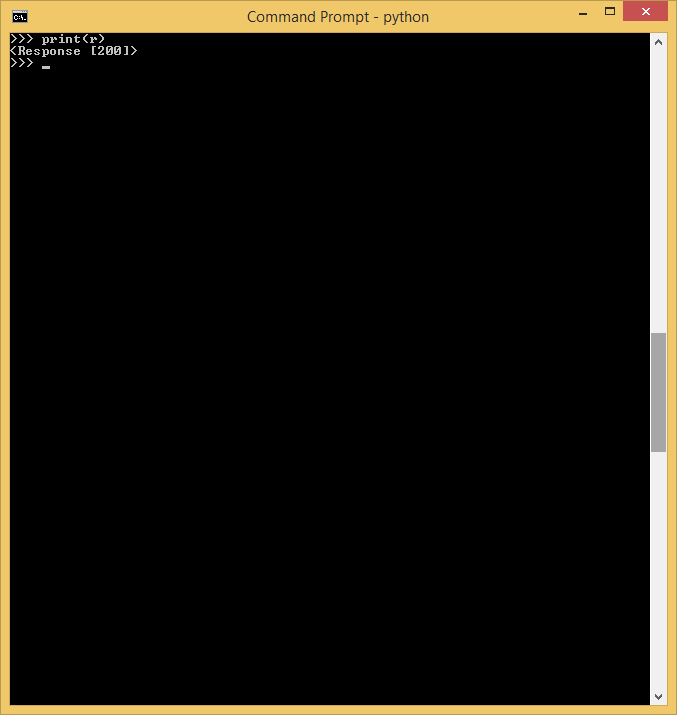 Command Prompt - python
>>> print(r)
<Response [200]>
>>>